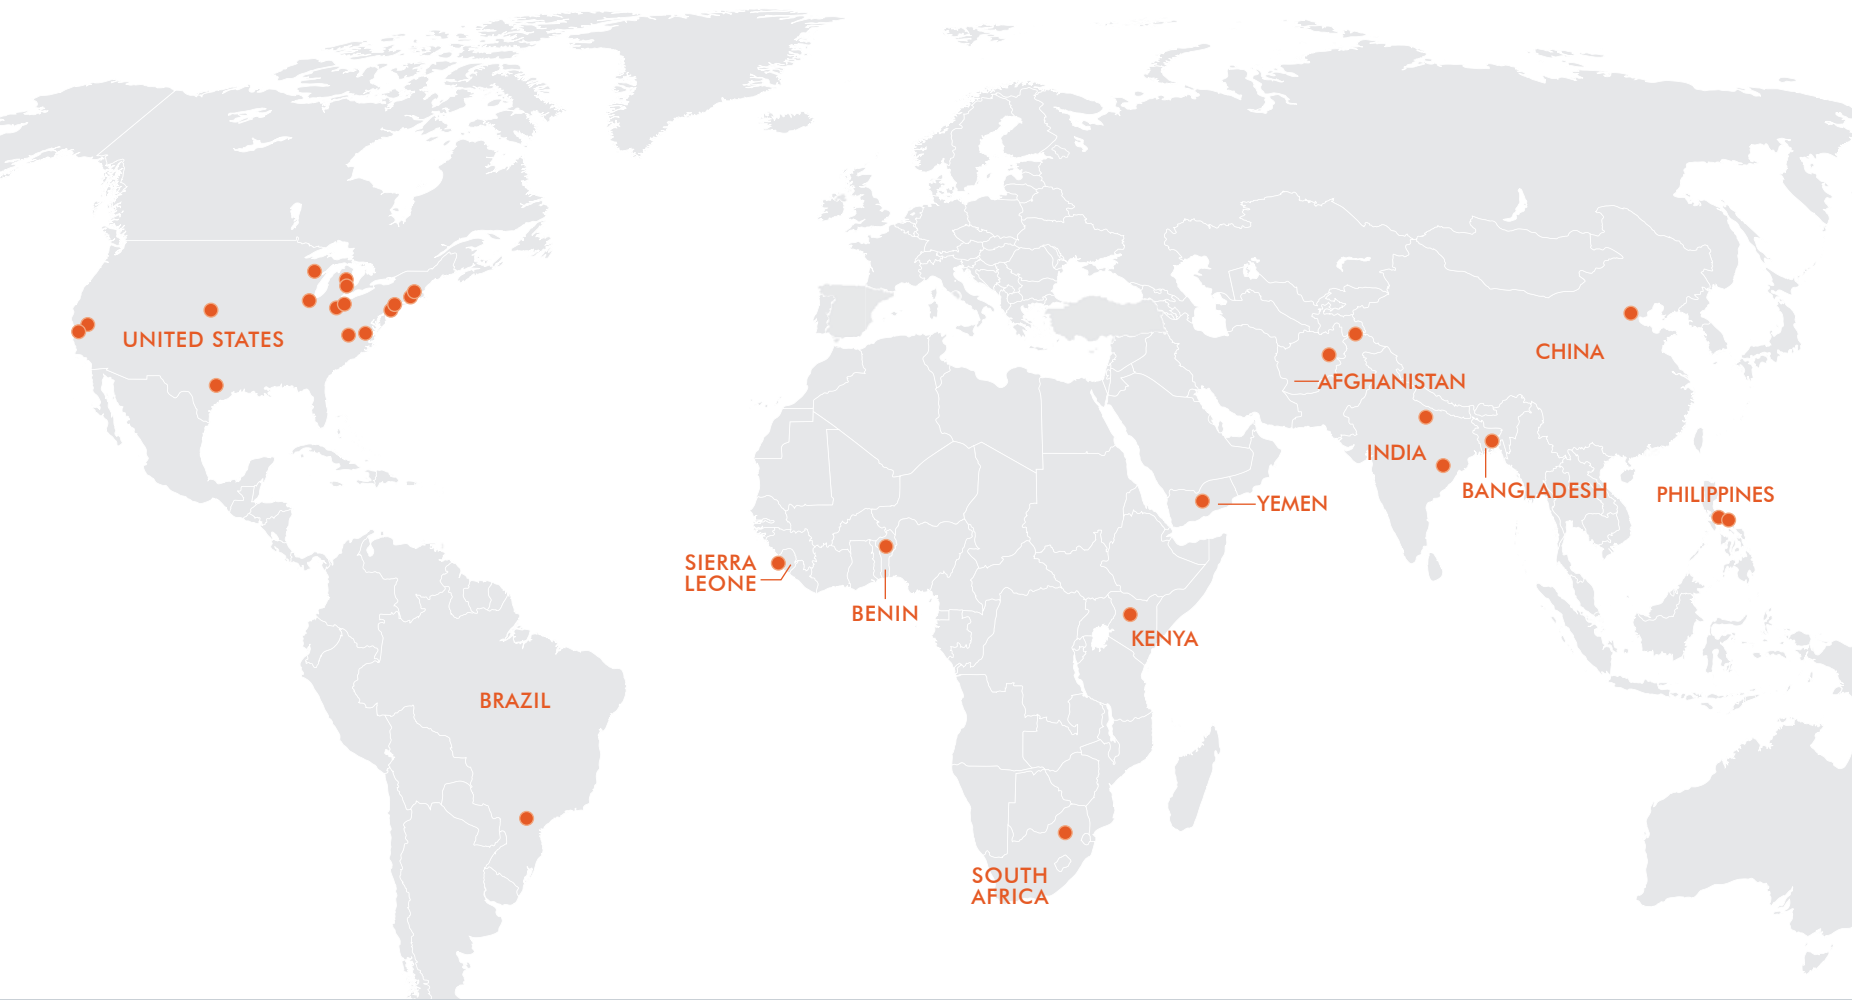 UNITED STATES
CHINA
AFGHANISTAN
INDIA
BANGLADESH
PHILIPPINES
YEMEN
SIERRA
LEONE
BENIN
KENYA
BRAZIL
SOUTH
AFRICA